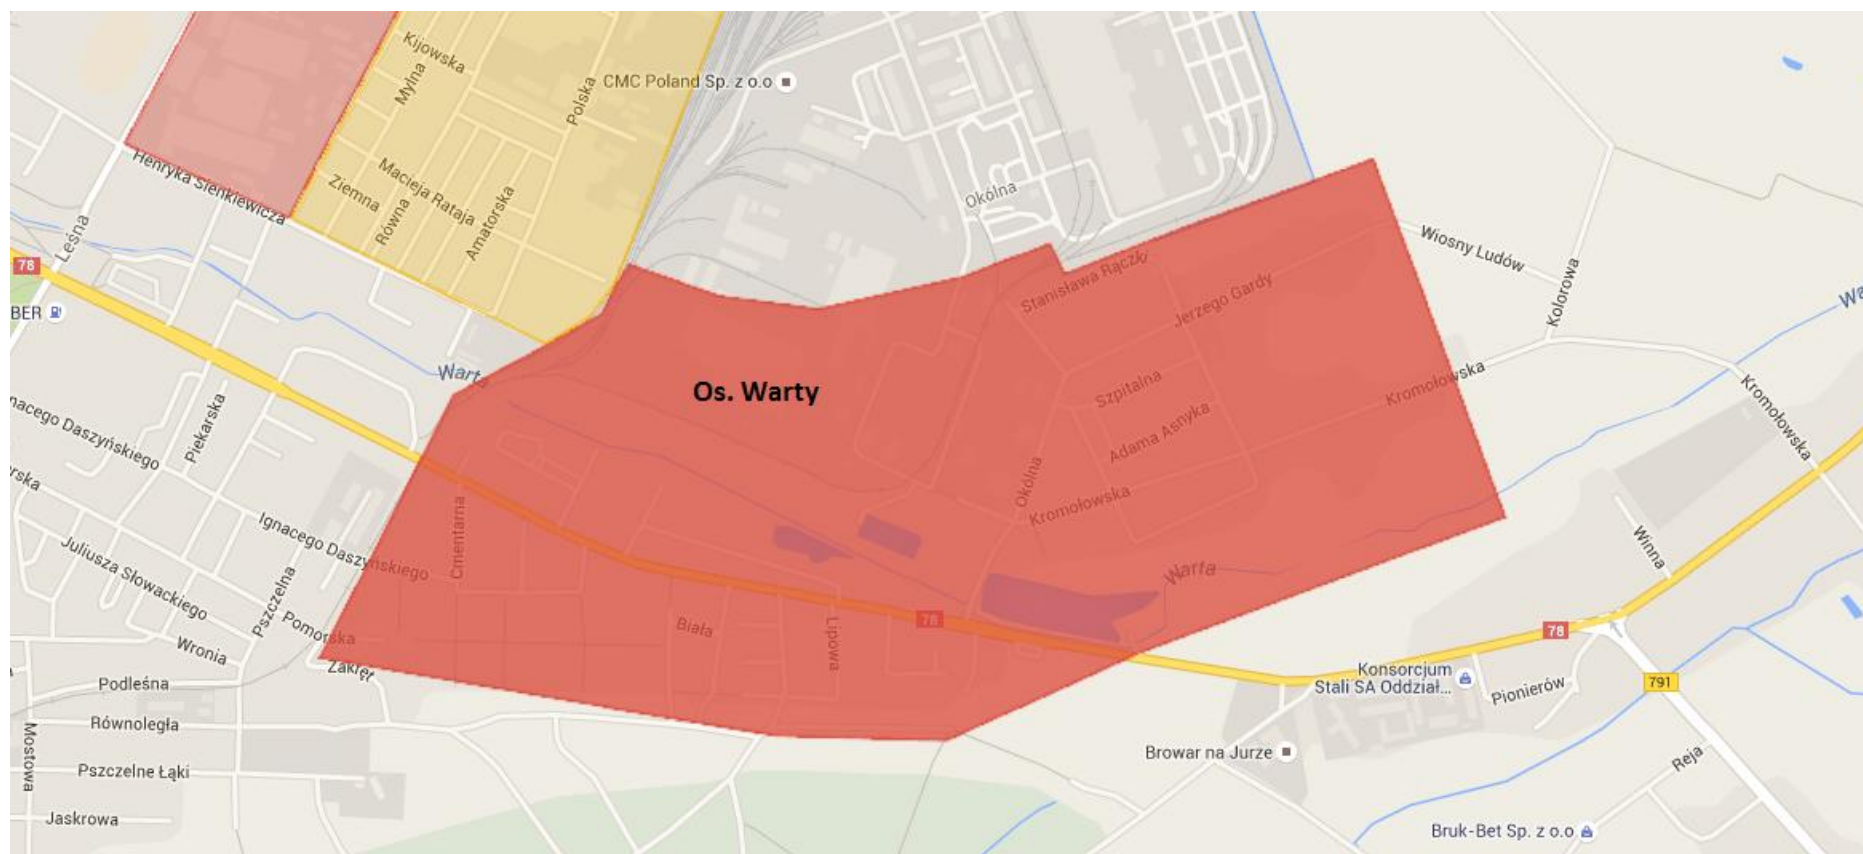 Kijowska
Mylna
Polska
CMC Poland Sp. z o.o
Henryka Sienkiewicza
Ziemna
Macieja Rataja
Równa
Amatorska
Okólna
Leśna
78
BER
Wiosny Ludów
Kolorowa
Stanisława Rączki
Jerzego Gardy
Warta
Os. Warty
Szpitalna
Adama Asnyka
Kromołowska
Kromołowska
Piekarska
nacego Daszyńskiego
rska
Okólna
Kromołowska
Cmentarna
Ignacego Daszyńskiego
Juliusza Słowackiego
Pszczelna
Pomorska
Wronia
Zakręt
Biała
Lipowa
78
Warta
Winna
78
Konsorcjum
Stali SA Oddział...
Pionierów
791
Podleśna
Równoległa
Mostowa
Pszczelne Łąki
Jaskrowa
Browar na Jurze
Reja
Bruk-Bet Sp. z o.o
Wa